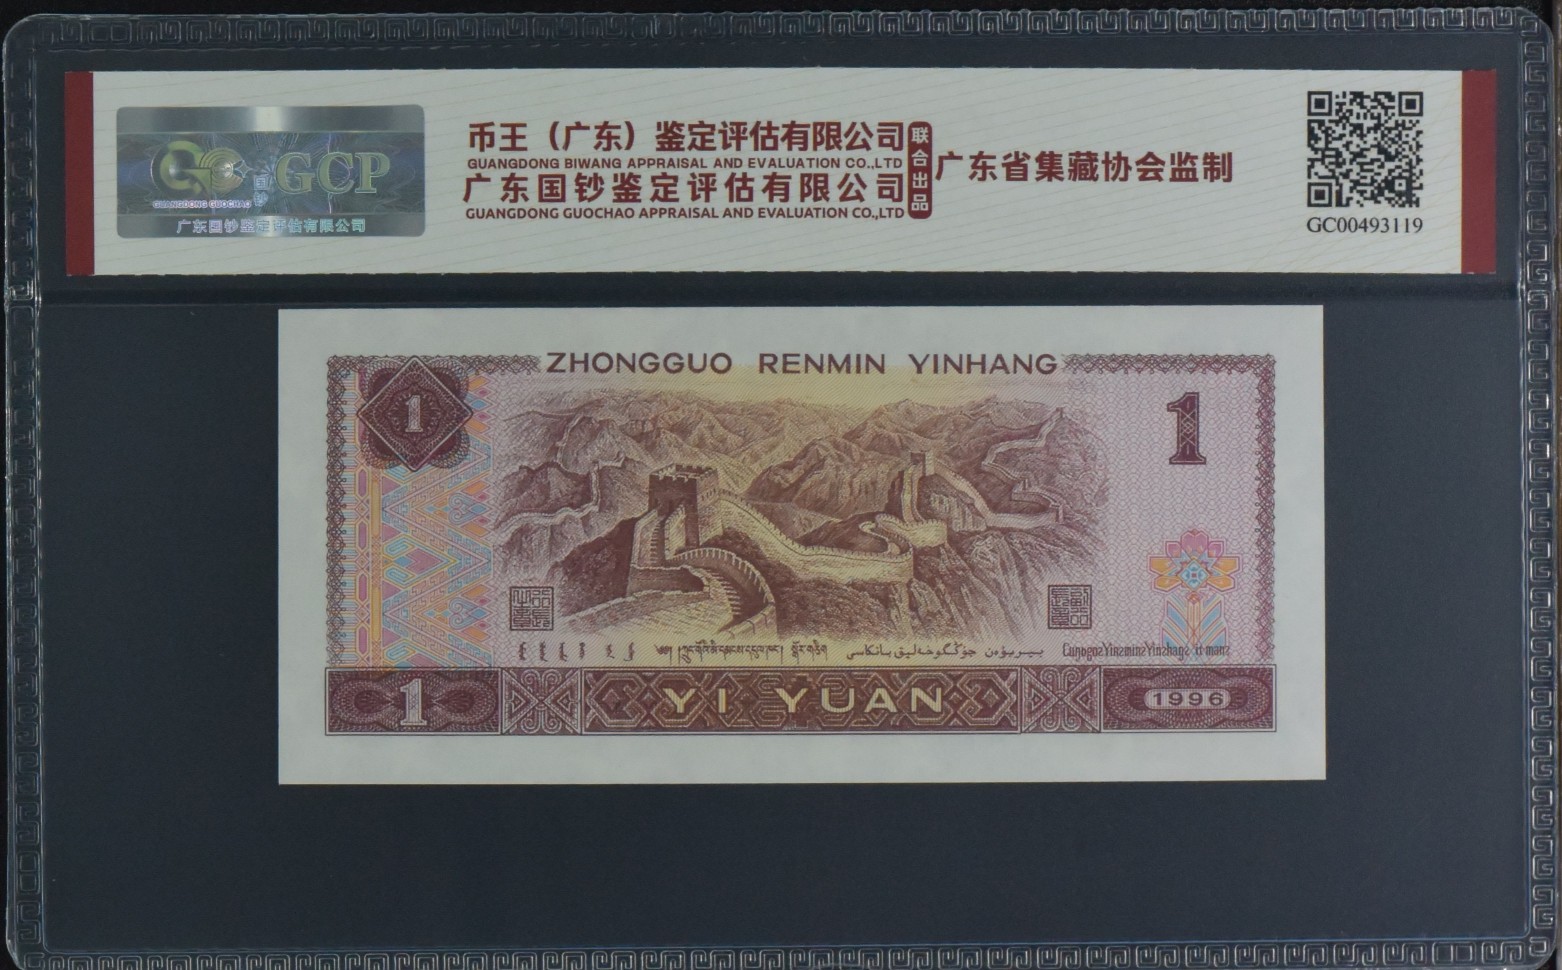 GCP
GUANGDONG GUOCHAO
广东国钞鉴定评估有限公司
币王（广东）鉴定评估有限公司
GUANGDONG BIWANG APPRAISAL AND EVALUATION CO.,LTD
广东国钞鉴定评估有限公司
GUANGDONG GUOCHAO APPRAISAL AND EVALUATION CO.,LTD
联合出品
广东省集藏协会监制
GC00493119
ZHONGGUO RENMIN YINHANG
1
1
1
YI YUAN
1996